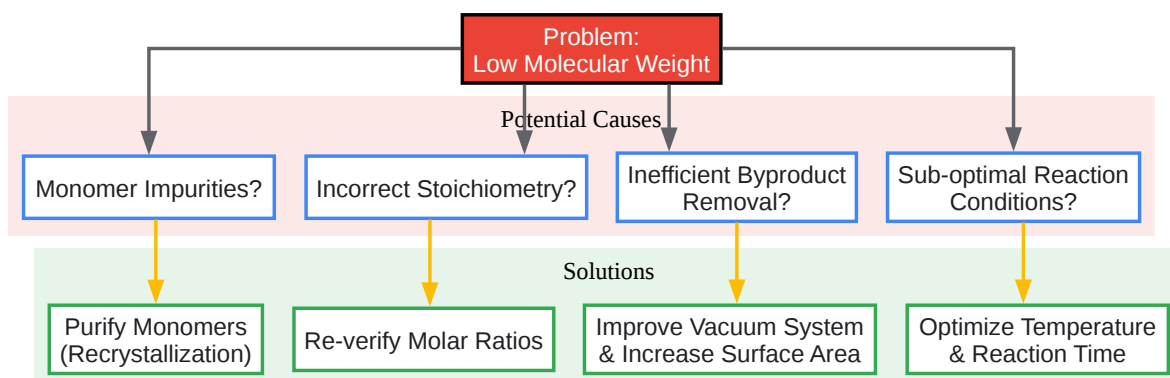 Problem:
Low Molecular Weight
Potential Causes
Monomer Impurities?
Incorrect Stoichiometry?
Inefficient Byproduct
Removal?
Sub-optimal Reaction
Conditions?
Solutions
Purify Monomers
(Recrystallization)
Re-verify Molar Ratios
Improve Vacuum System
& Increase Surface Area
Optimize Temperature
& Reaction Time